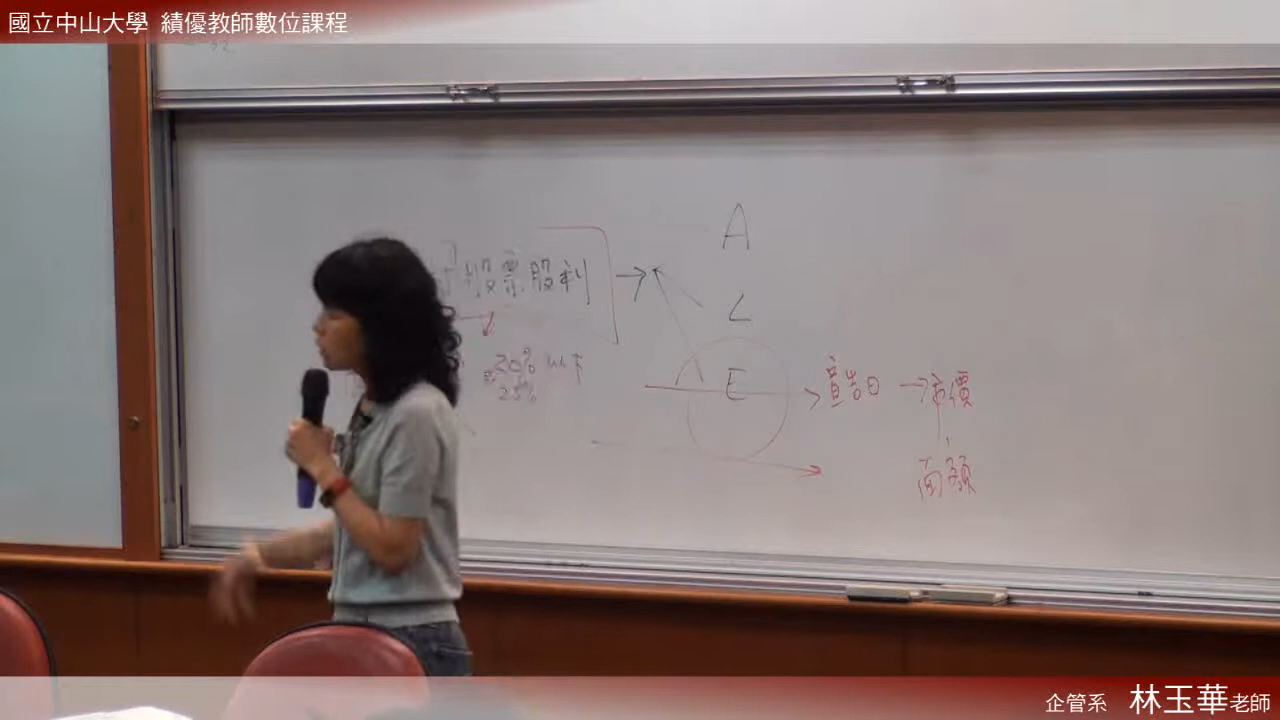 國立中山大學 績優教師數位課程
A
股票股利 →
L
20% 以下
25%
E
宣告日 → 市價
面額
企管系 林玉華老師